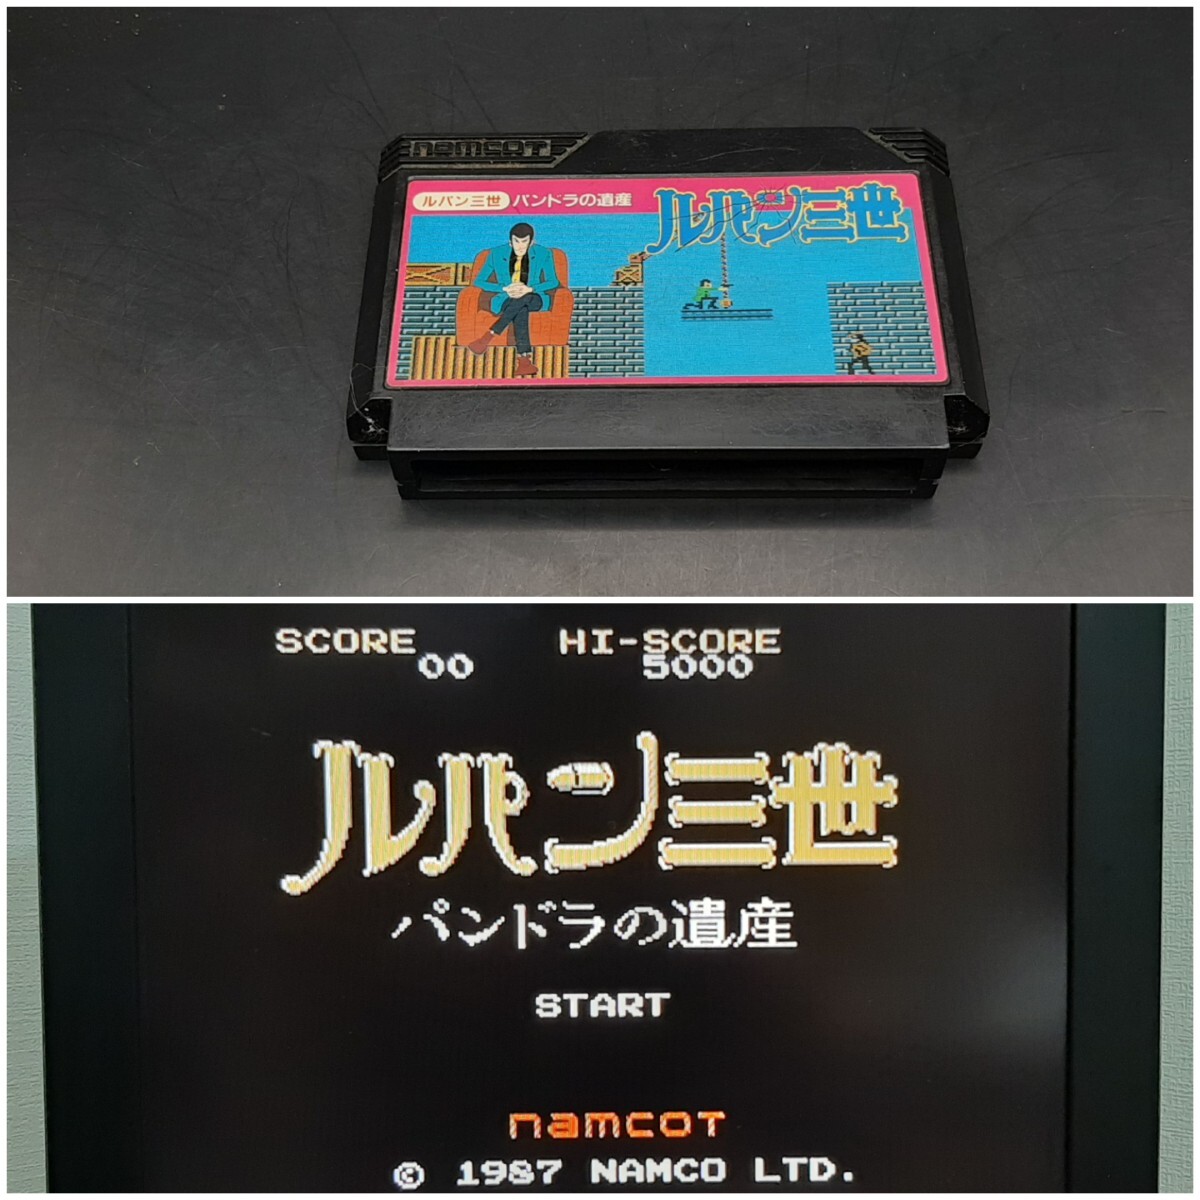 namcoT
ルパン三世 パンドラの遺産
ルパン三世
SCORE HI-SCORE
00 5000
ルパン三世
パンドラの遺産
START
namcoT
© 1987 NAMCO LTD.